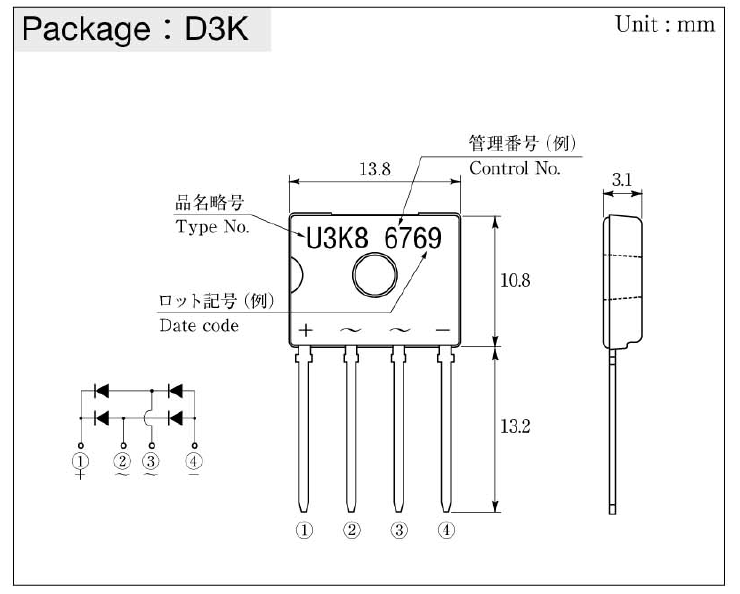 Package : D3K
Unit : mm
管理番号 (例)
Control No.
13.8
3.1
品名略号
Type No.
U3K8 6769
10.8
ロット記号 (例)
Date code
+ ~ ~ −
13.2
① ② ③ ④
+ ~ ~ −
① ② ③ ④